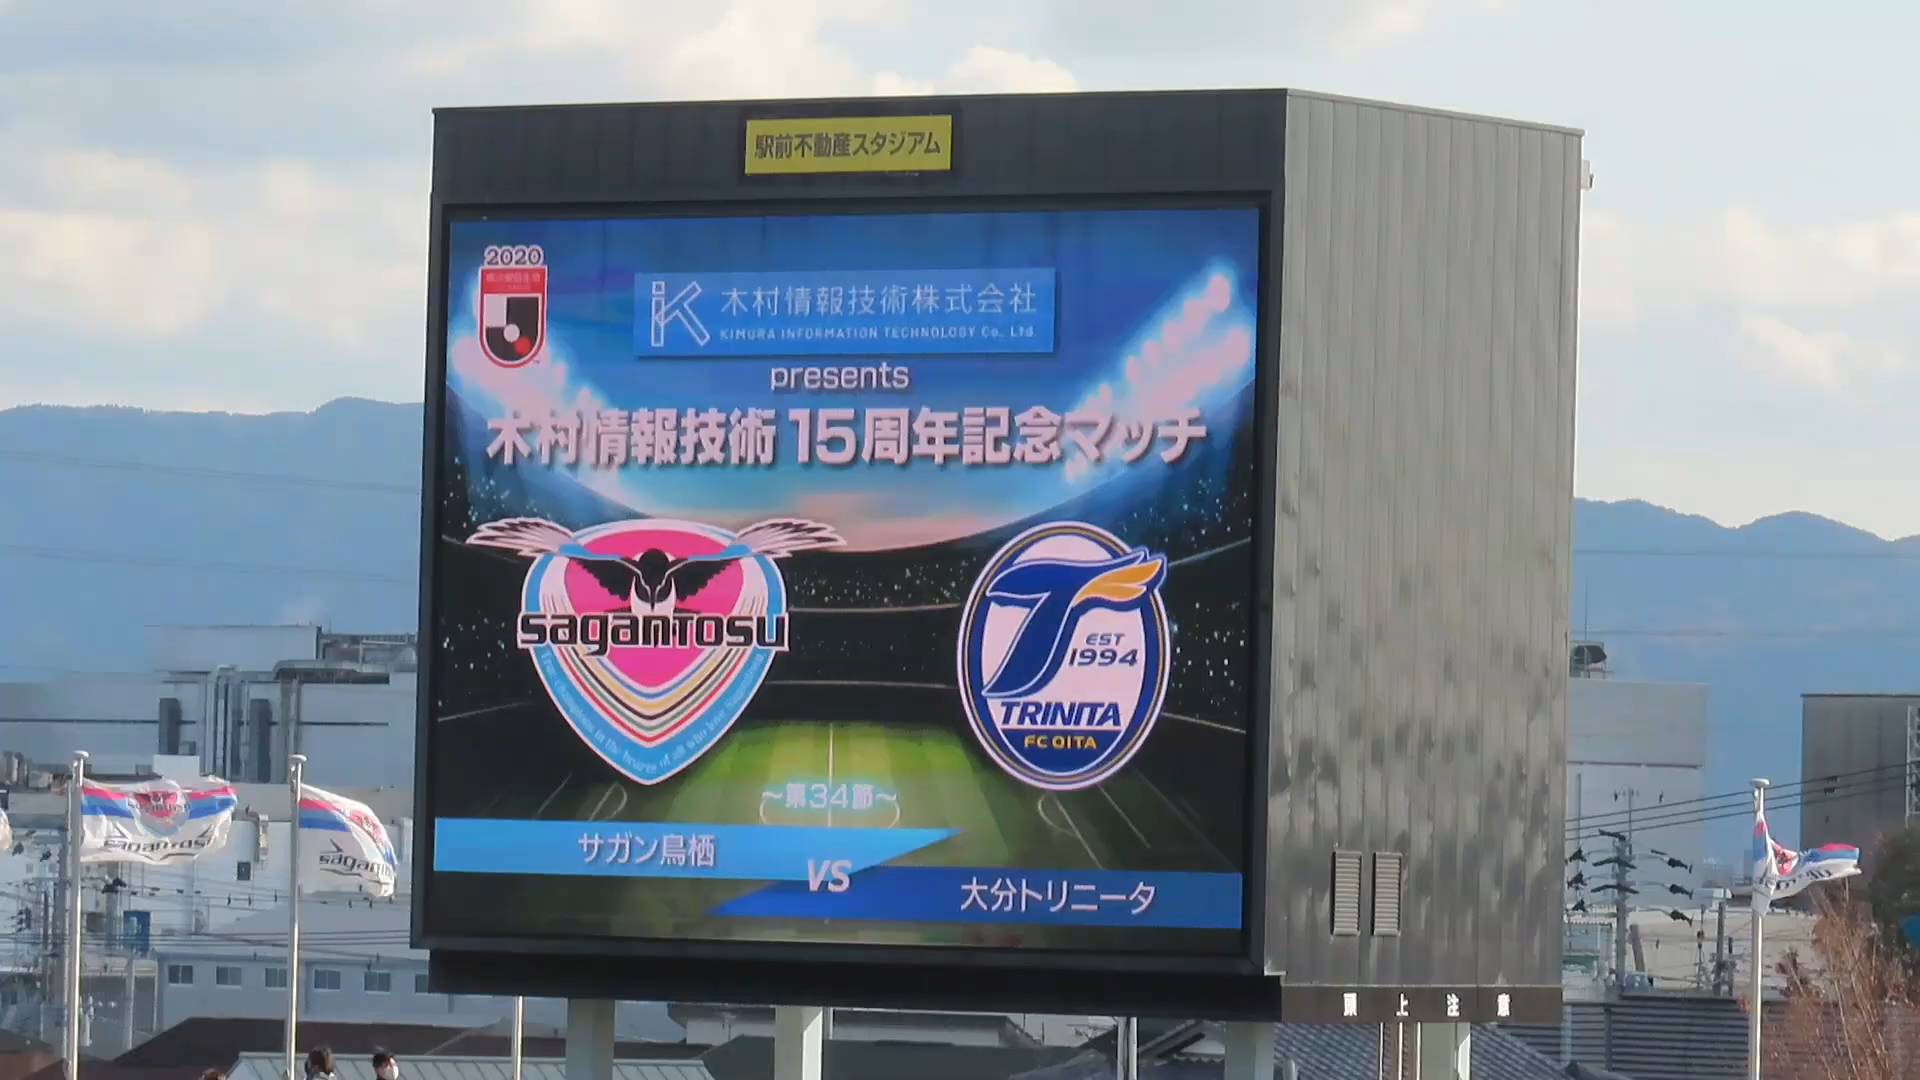 駅前不動産スタジアム
2020
木村情報技術株式会社
KIMURA INFORMATION TECHNOLOGY Co., Ltd.
presents
木村情報技術 15周年記念マッチ
sagantosu
EST
1994
TRINITA
FC OITA
〜第34節〜
サガン鳥栖
VS
大分トリニータ
sagantosu
頭上注意